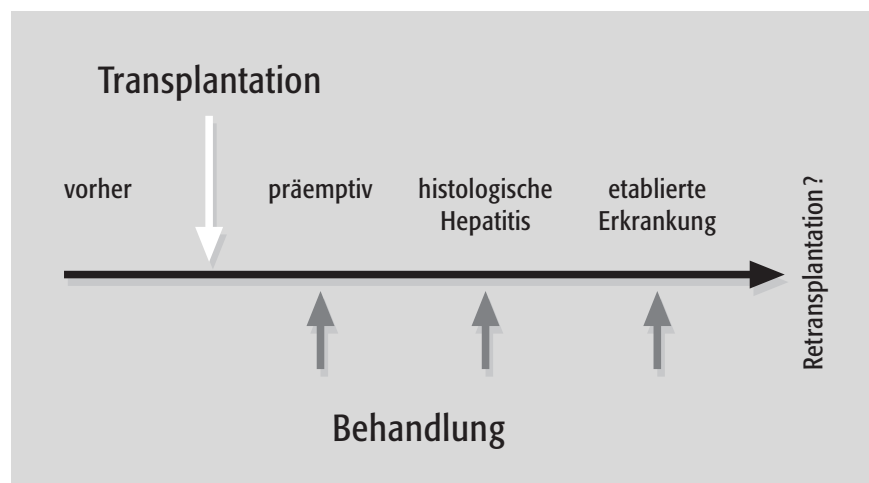 Transplantation
vorher
präemptiv
histologische
Hepatitis
etablierte
Erkrankung
Retransplantation ?
Behandlung